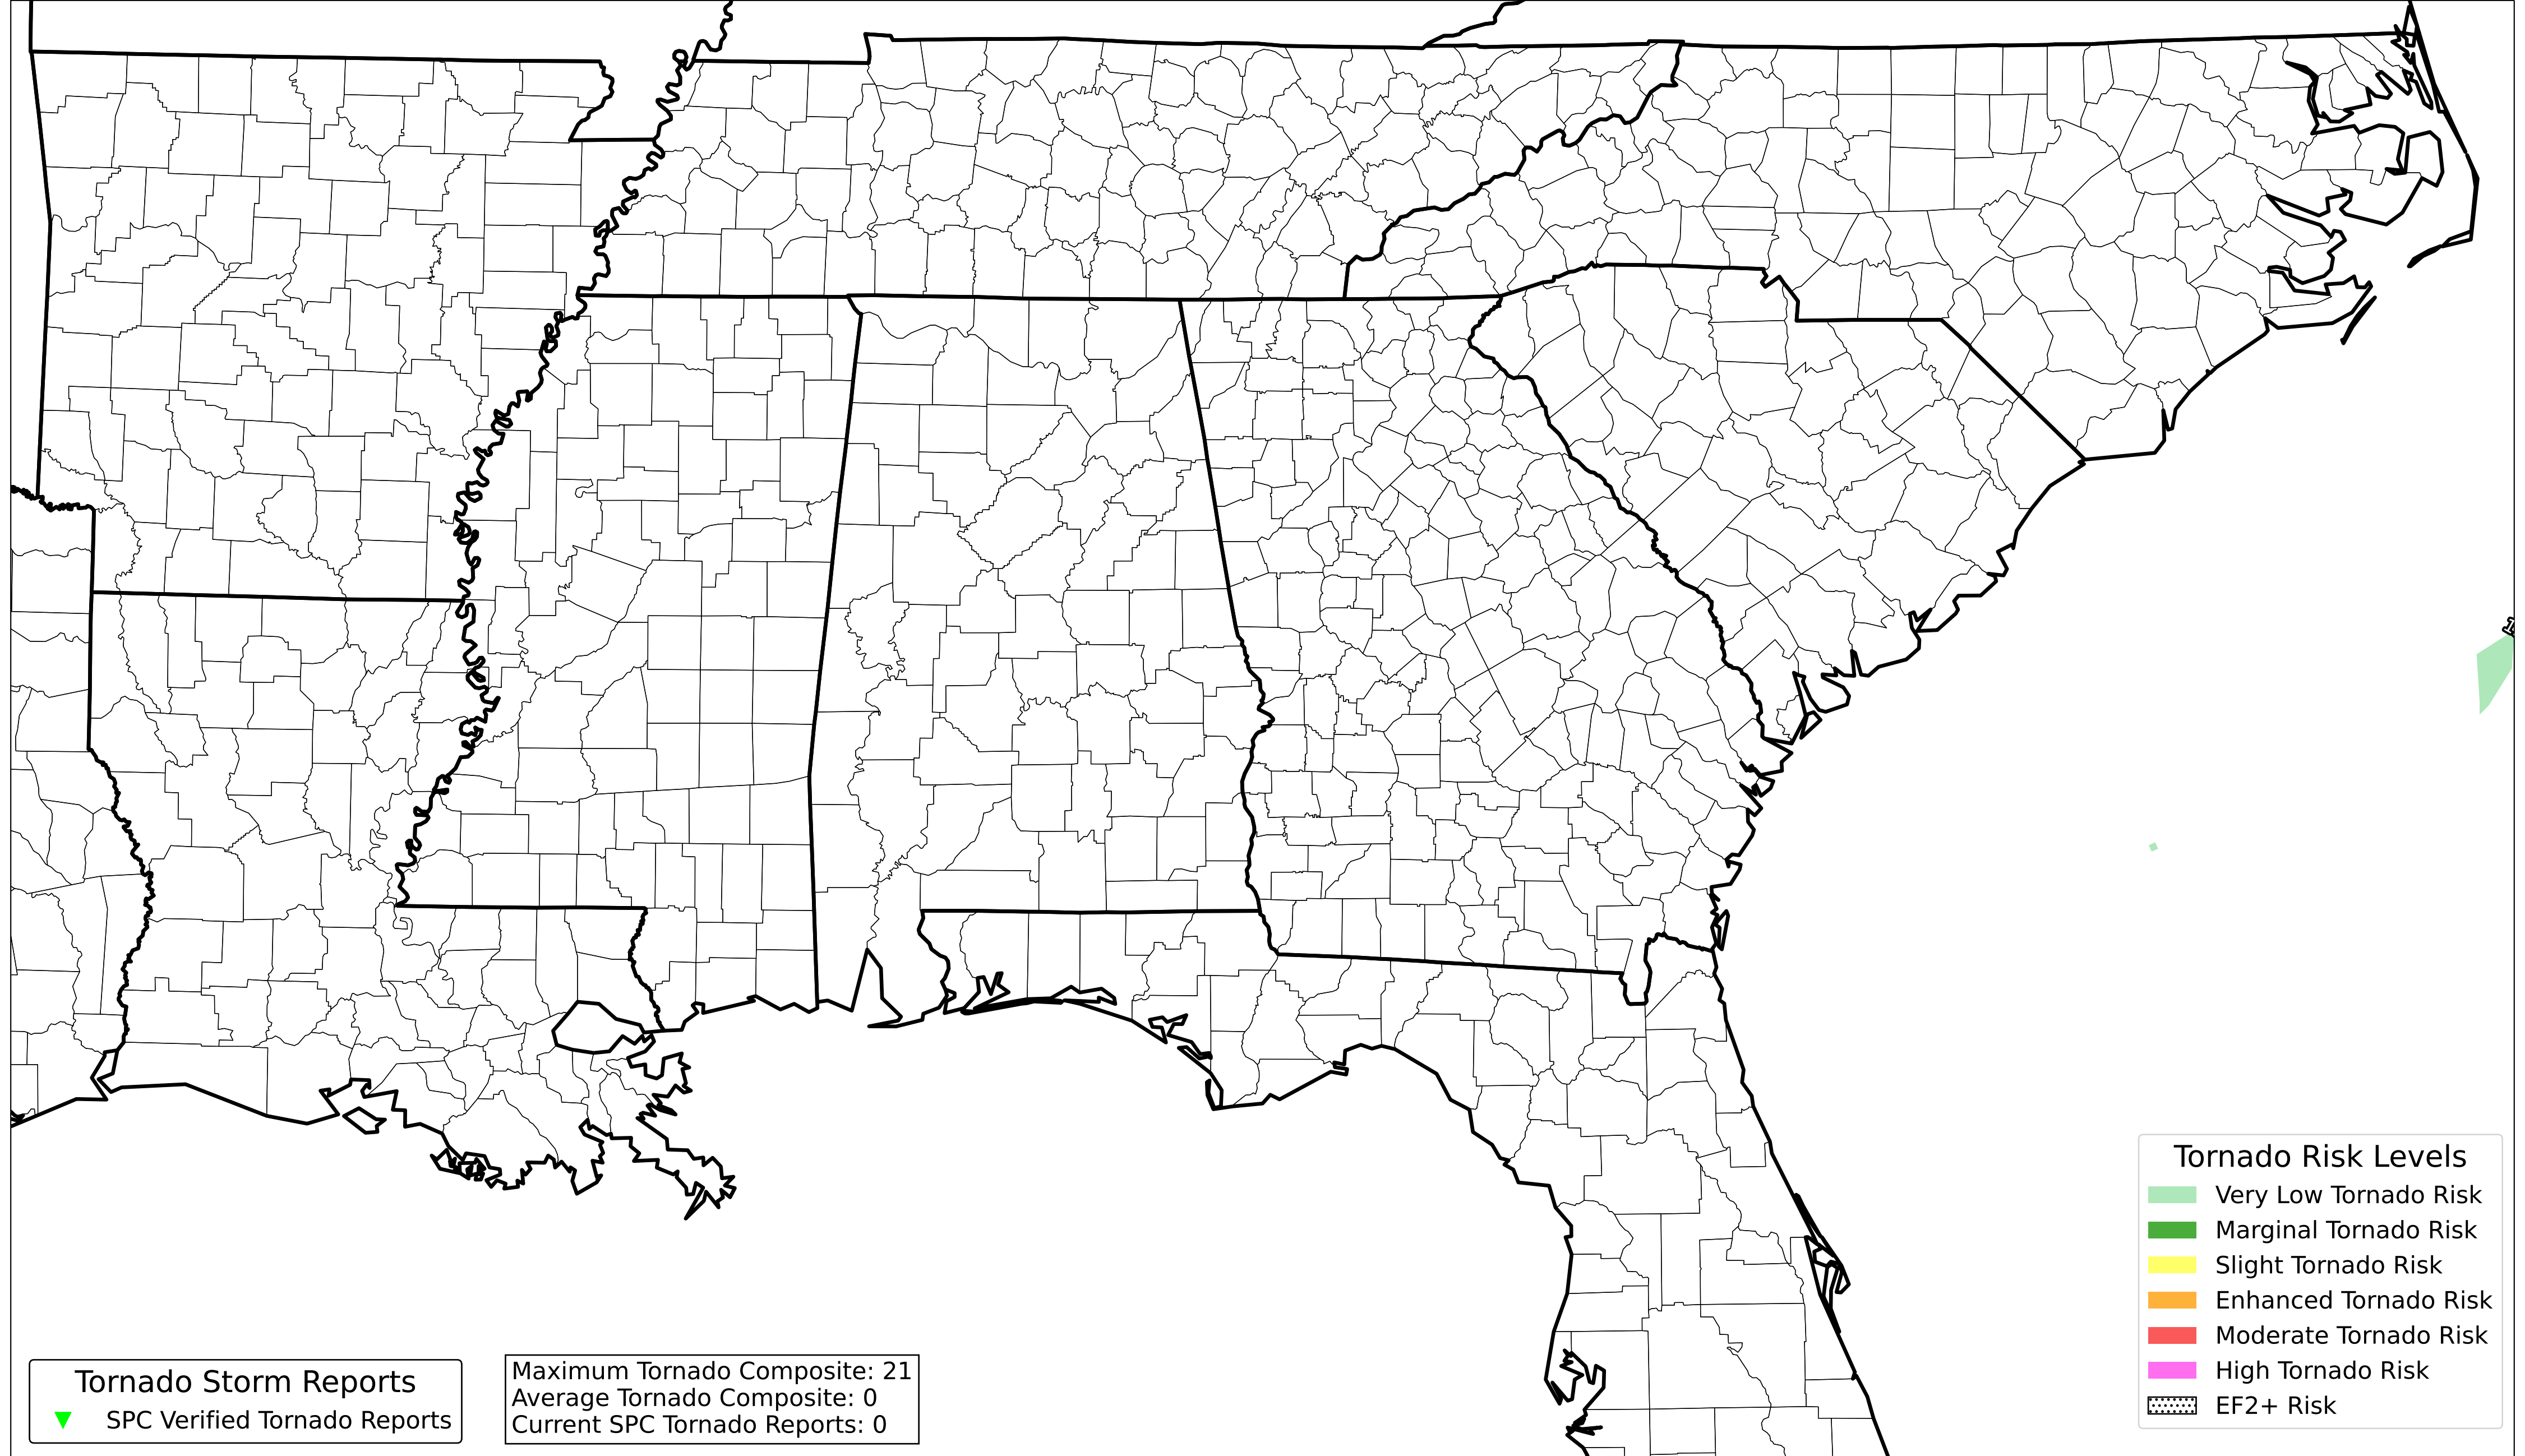 Tornado Risk Levels
Very Low Tornado Risk
Marginal Tornado Risk
Slight Tornado Risk
Enhanced Tornado Risk
Moderate Tornado Risk
High Tornado Risk
EF2+ Risk
Tornado Storm Reports
SPC Verified Tornado Reports
Maximum Tornado Composite: 21
Average Tornado Composite: 0
Current SPC Tornado Reports: 0